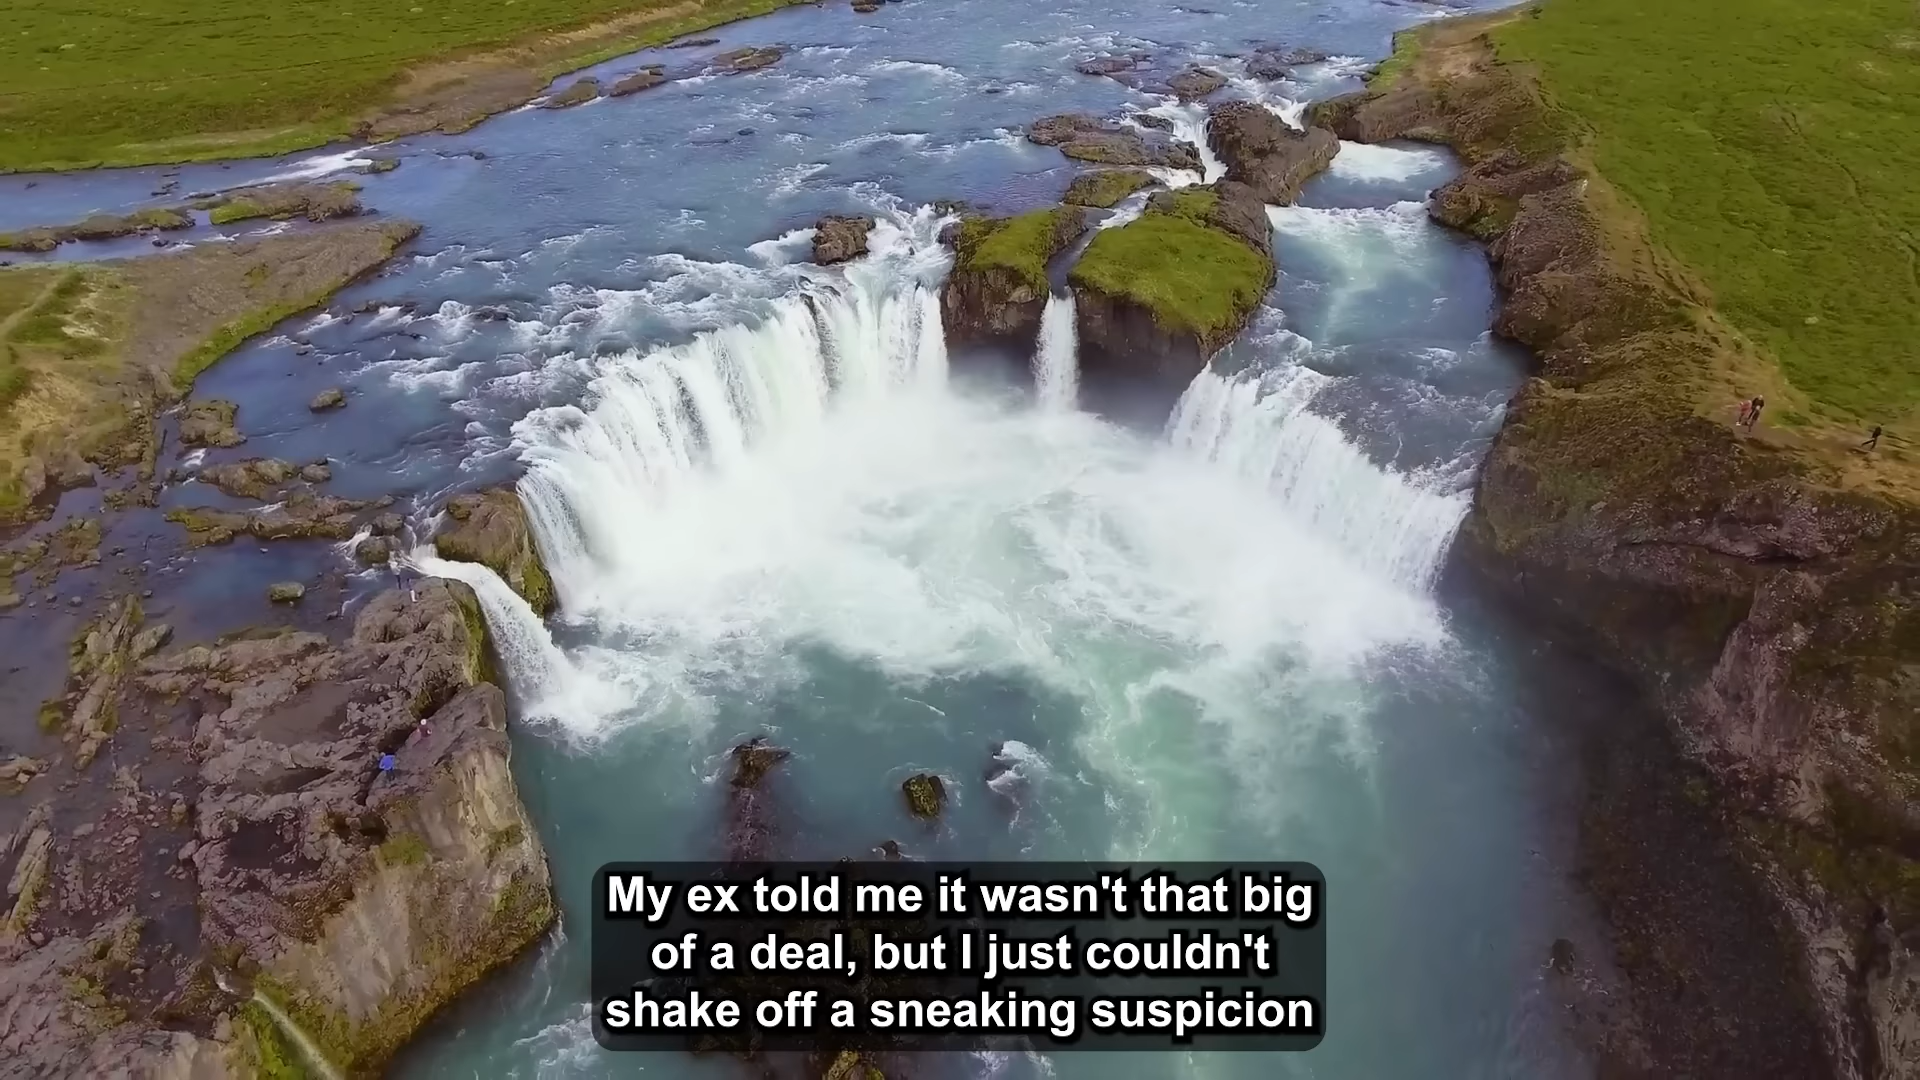 My ex told me it wasn't that big
of a deal, but I just couldn't
shake off a sneaking suspicion